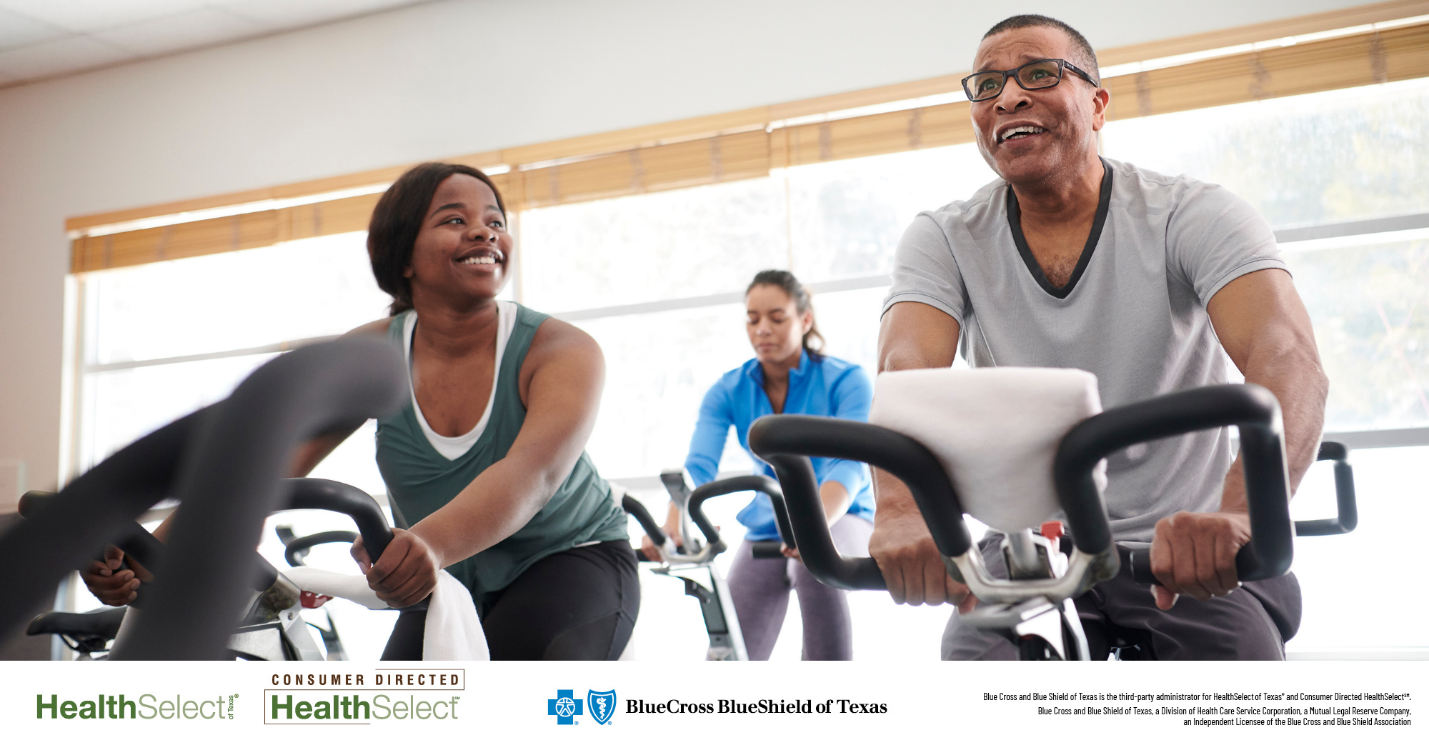 HealthSelect®
of Texas
CONSUMER DIRECTED
HealthSelect℠
BlueCross BlueShield of Texas
Blue Cross and Blue Shield of Texas is the third-party administrator for HealthSelect of Texas® and Consumer Directed HealthSelect℠.
Blue Cross and Blue Shield of Texas, a Division of Health Care Service Corporation, a Mutual Legal Reserve Company,
an Independent Licensee of the Blue Cross and Blue Shield Association